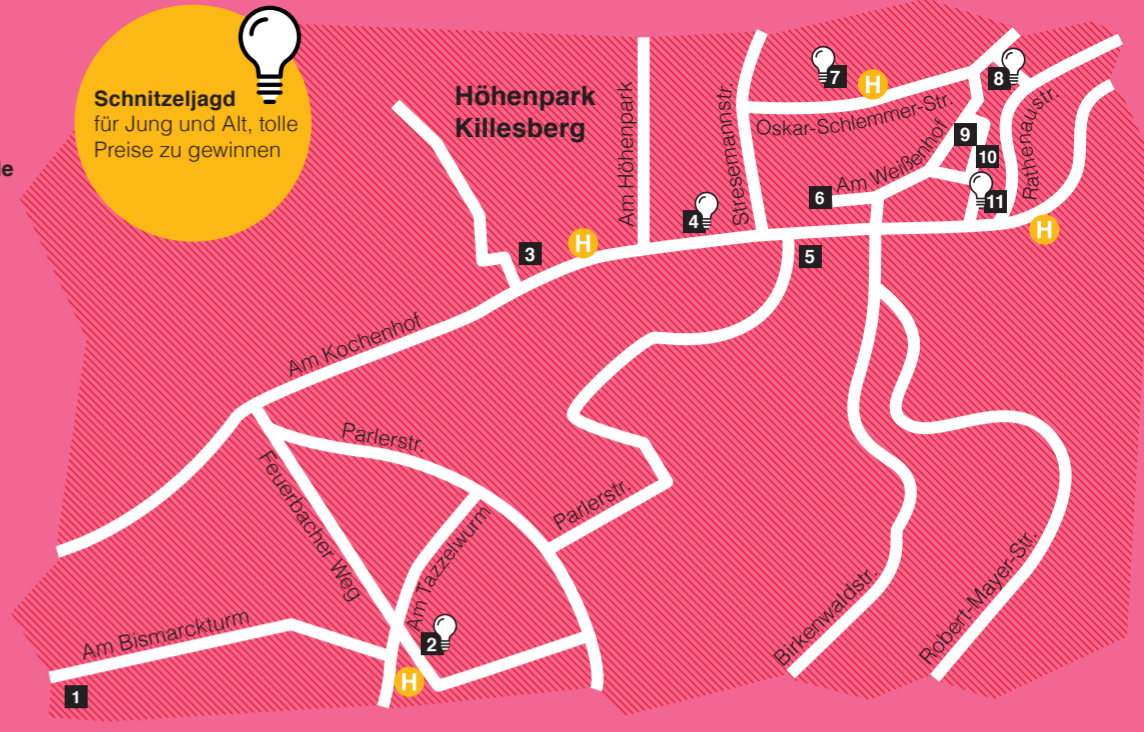 Schnitzeljagd
für Jung und Alt, tolle
Preise zu gewinnen
Höhenpark
Killesberg
Am Höhenpark
Stresemannstr.
7
H
8
Oskar-Schlemmer-Str.
Rathenaustr.
9
10
Am Weißenhof
6
11
4
H
3
H
5
Am Kochenhof
Parlerstr.
Feuerbacher Weg
Parlerstr.
Am Tazzelwurm
Am Bismarckturm
2
H
1
Birkenwaldstr.
Robert-Mayer-Str.